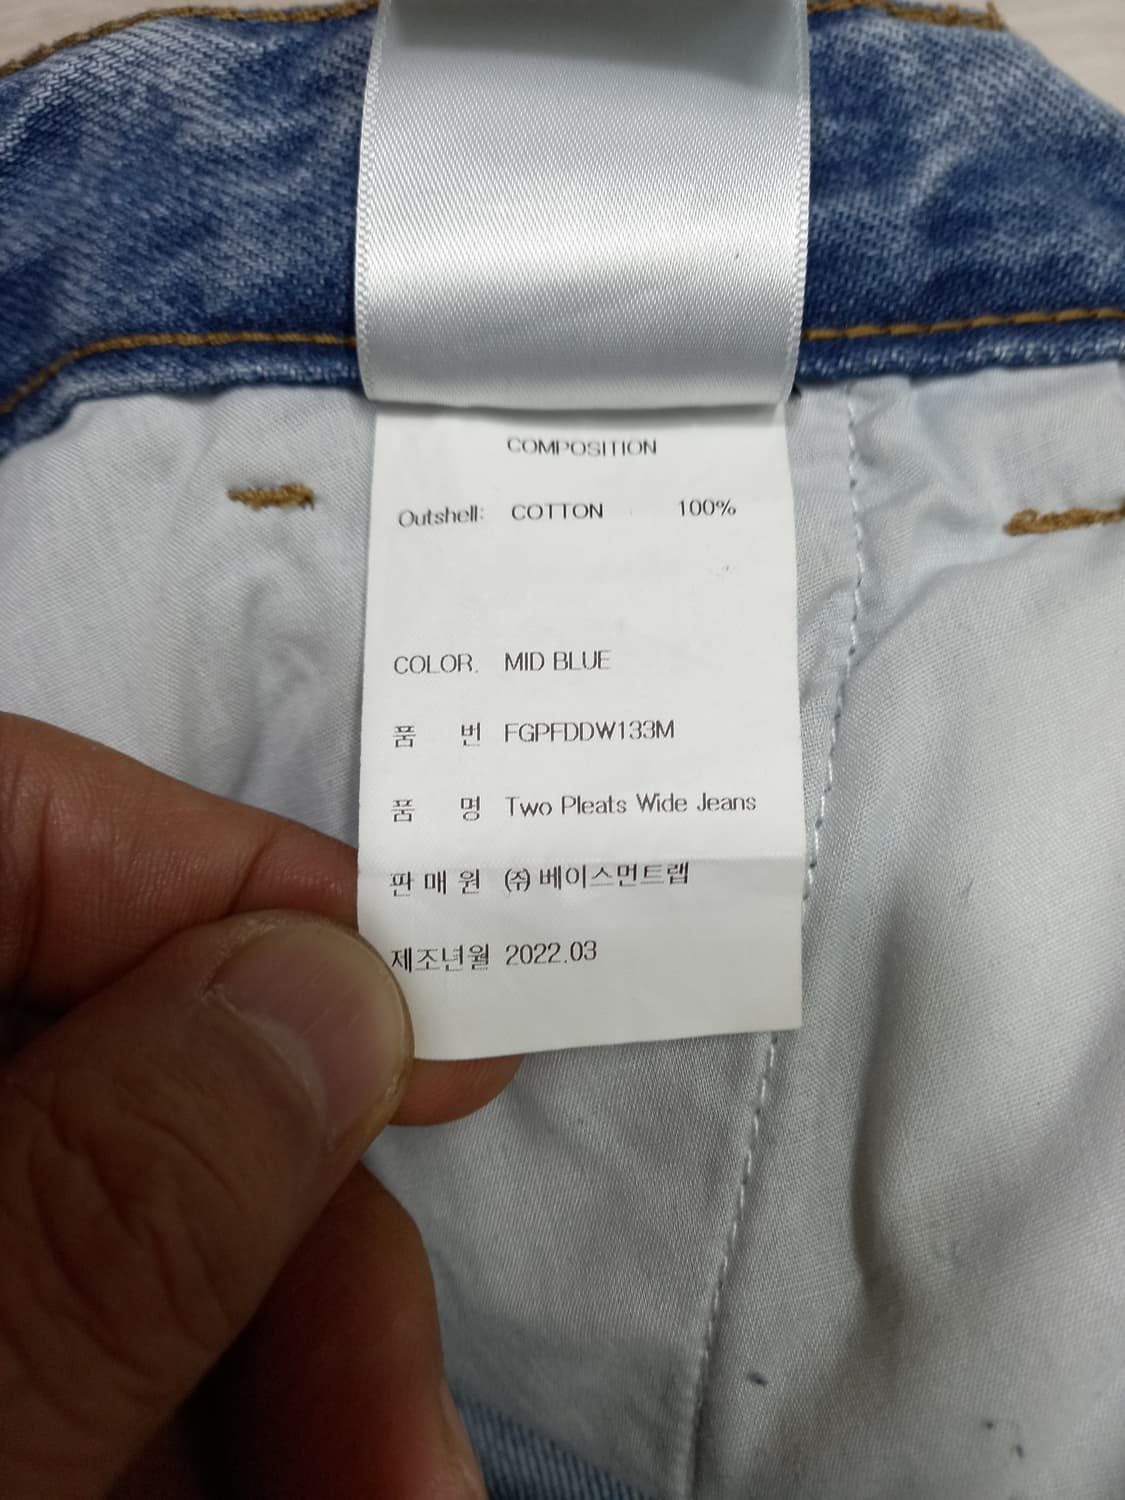 COMPOSITION
Outshell: COTTON 100%
COLOR. MID BLUE
품 번 FGPFDDW133M
품 명 Two Pleats Wide Jeans
판 매 원 ㈜베이스먼트랩
제조년월 2022.03